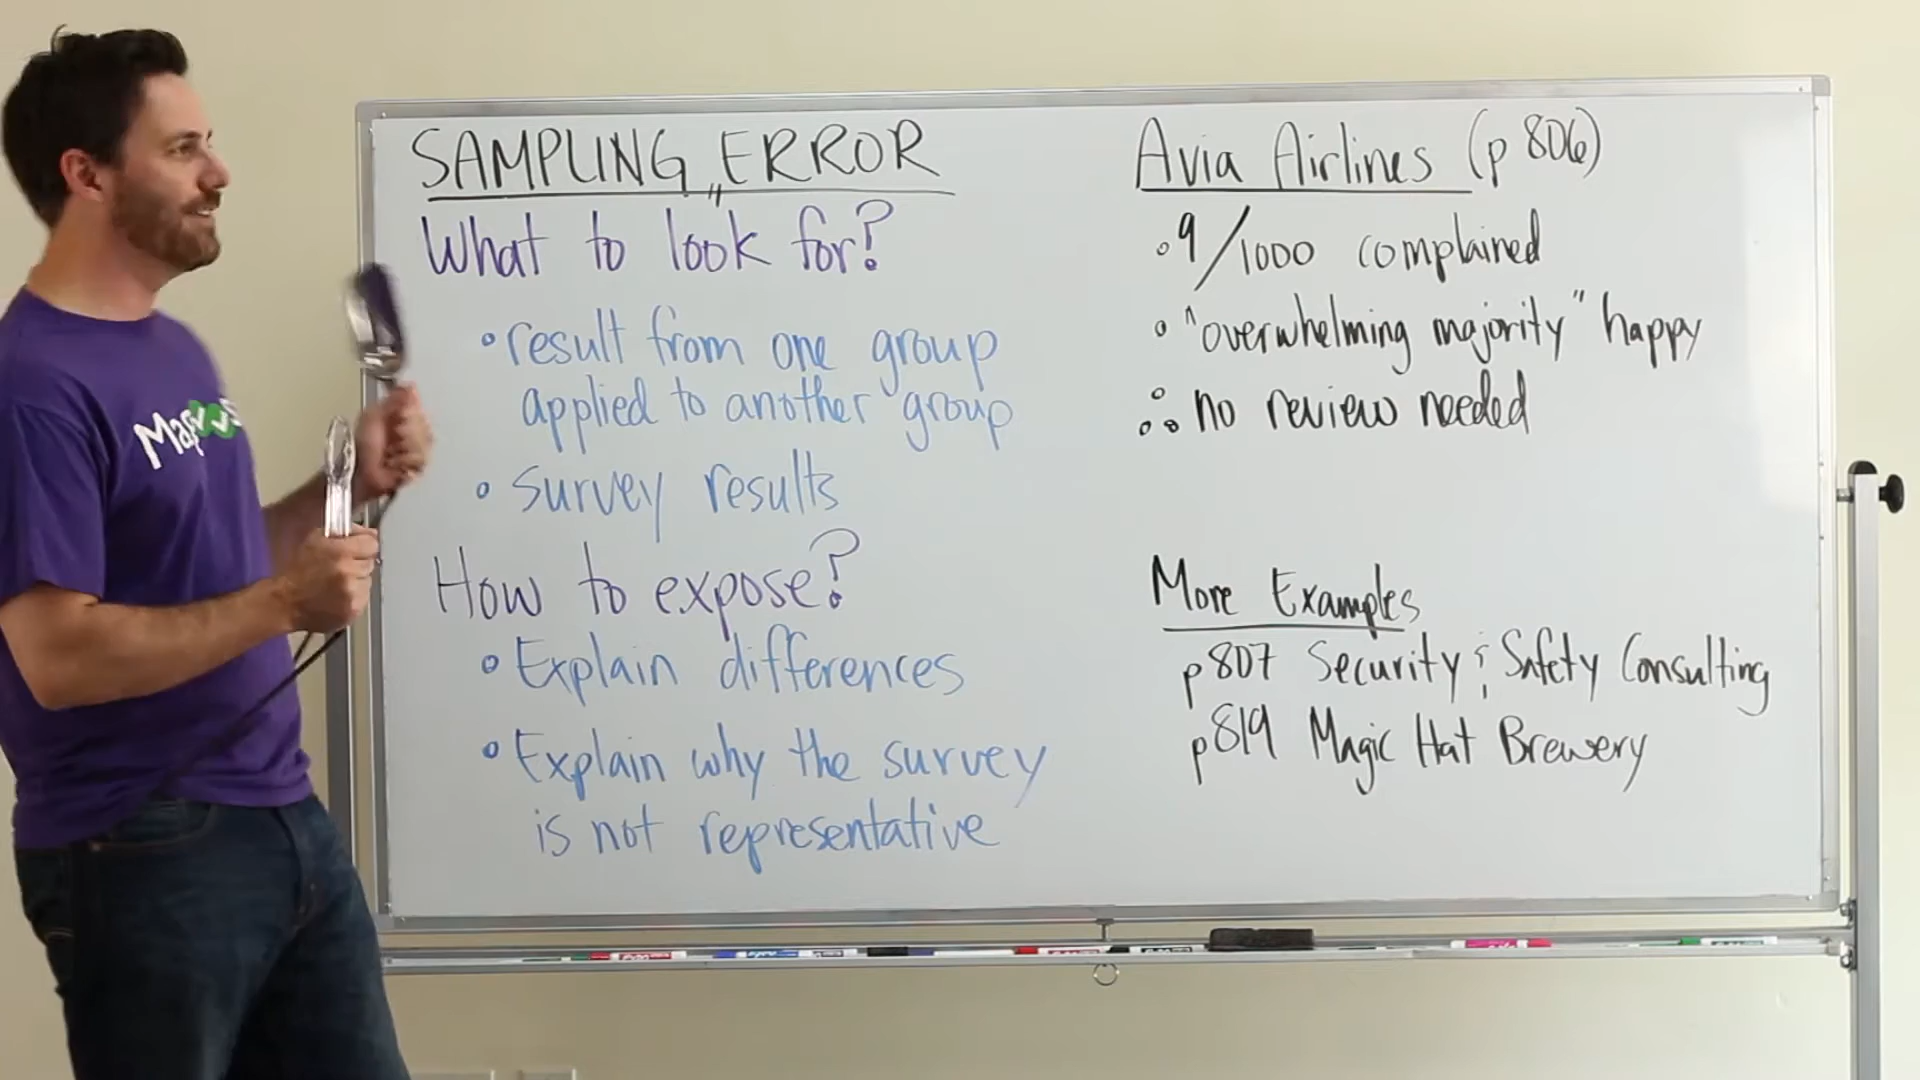 SAMPLING ERROR
What to look for?
• result from one group
applied to another group
• survey results
How to expose?
• Explain differences
• Explain why the survey
is not representative
Avia Airlines (p 806)
• 9/1000 complained
• "overwhelming majority" happy
∴ no review needed
More Examples
p807 Security & Safety Consulting
p819 Magic Hat Brewery